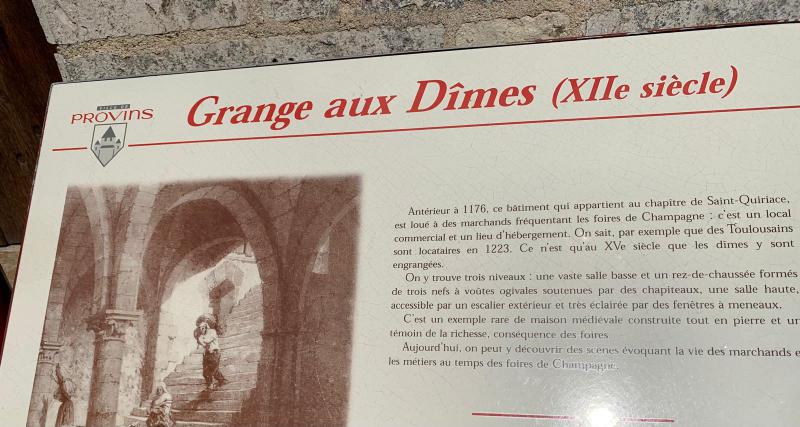 VILLE DE
PROVINS
Grange aux Dîmes (XIIe siècle)
Antérieur à 1176, ce bâtiment qui appartient au chapître de Saint-Quiriace,
est loué à des marchands fréquentant les foires de Champagne : c'est un local
commercial et un lieu d'hébergement. On sait, par exemple que des Toulousains
sont locataires en 1223. Ce n'est qu'au XVe siècle que les dîmes y sont
engrangées.
On y trouve trois niveaux : une vaste salle basse et un rez-de-chaussée formés
de trois nefs à voûtes ogivales soutenues par des chapiteaux, une salle haute,
accessible par un escalier extérieur et très éclairée par des fenêtres à meneaux.
C'est un exemple rare de maison médiévale construite tout en pierre et un
témoin de la richesse, conséquence des foires
Aujourd'hui, on peut y découvrir des scènes évoquant la vie des marchands e
les métiers au temps des foires de Champagne.